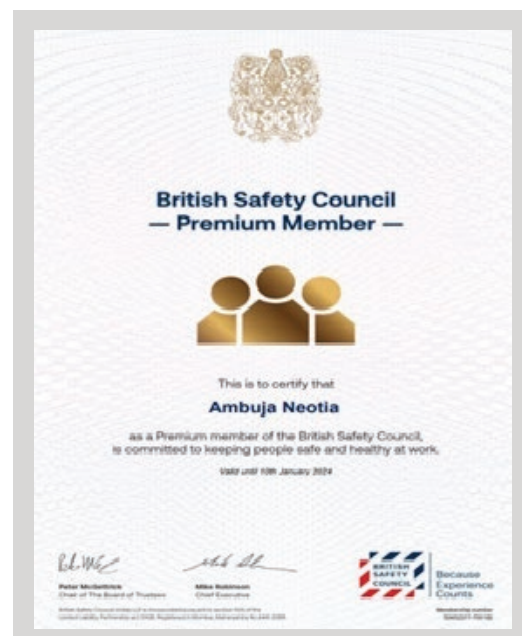 British Safety Council
— Premium Member —
This is to certify that
Ambuja Neotia
as a Premium member of the British Safety Council,
is committed to keeping people safe and healthy at work.
Valid until 10th January 2024
Peter McGettrick
Chair of The Board of Trustees
Mike Robinson
Chief Executive
BRITISH
SAFETY
COUNCIL
Because
Experience
Counts
Membership number